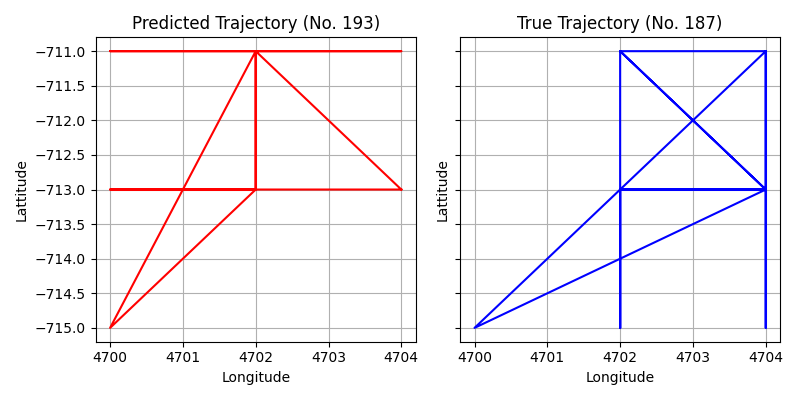 Predicted Trajectory (No. 193)
True Trajectory (No. 187)
−711.0
−711.5
−712.0
−712.5
−713.0
−713.5
−714.0
−714.5
−715.0
Lattitude
Lattitude
4700 4701 4702 4703 4704
4700 4701 4702 4703 4704
Longitude
Longitude